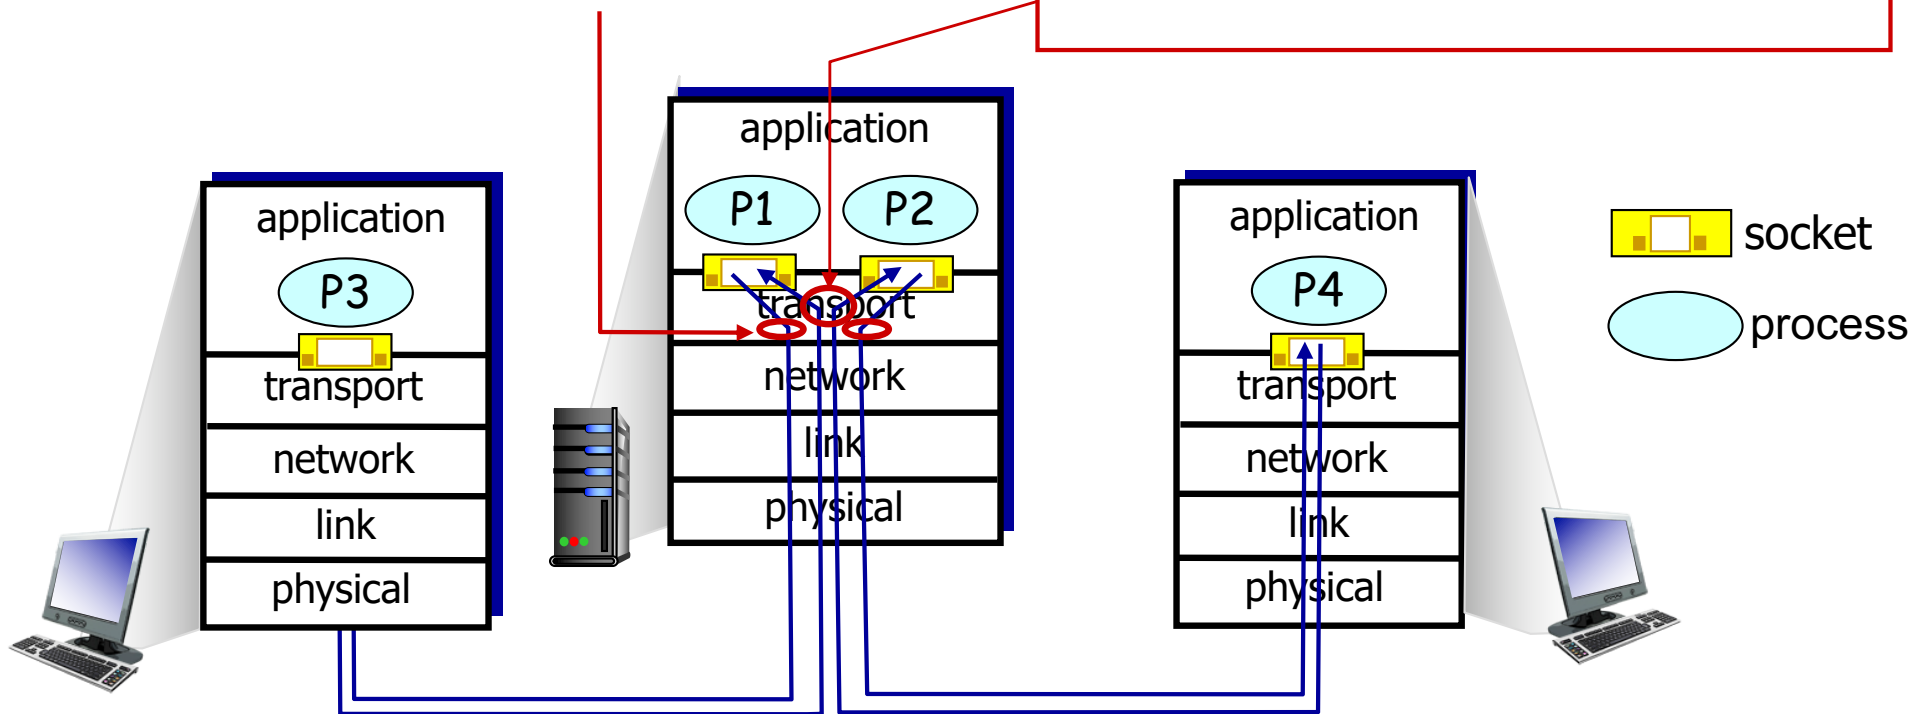 application
P3
transport
network
link
physical
application
P1
P2
transport
network
link
physical
application
P4
transport
network
link
physical
socket
process